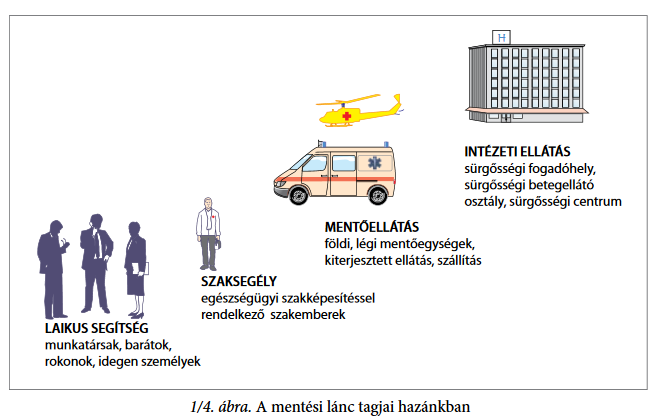 H
INTÉZETI ELLÁTÁS
sürgősségi fogadóhely,
sürgősségi betegellátó
osztály, sürgősségi centrum
MENTŐELLÁTÁS
földi, légi mentőegységek,
kiterjesztett ellátás, szállítás
SZAKSEGÉLY
egészségügyi szakképesítéssel
rendelkező szakemberek
LAIKUS SEGÍTSÉG
munkatársak, barátok,
rokonok, idegen személyek
1/4. ábra. A mentési lánc tagjai hazánkban